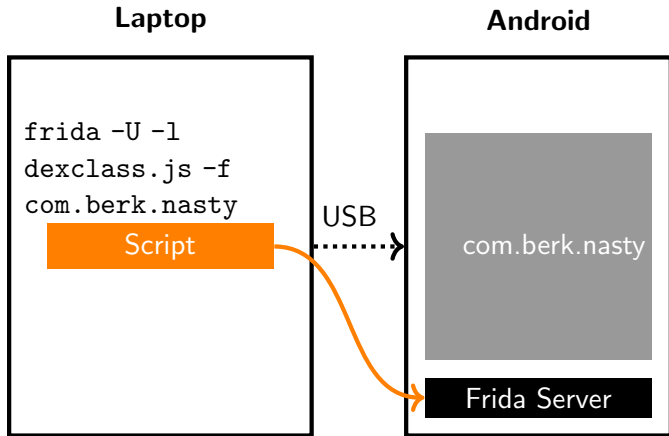 Laptop
Android
frida -U -l
dexclass.js -f
com.berk.nasty
Script
USB
com.berk.nasty
Frida Server